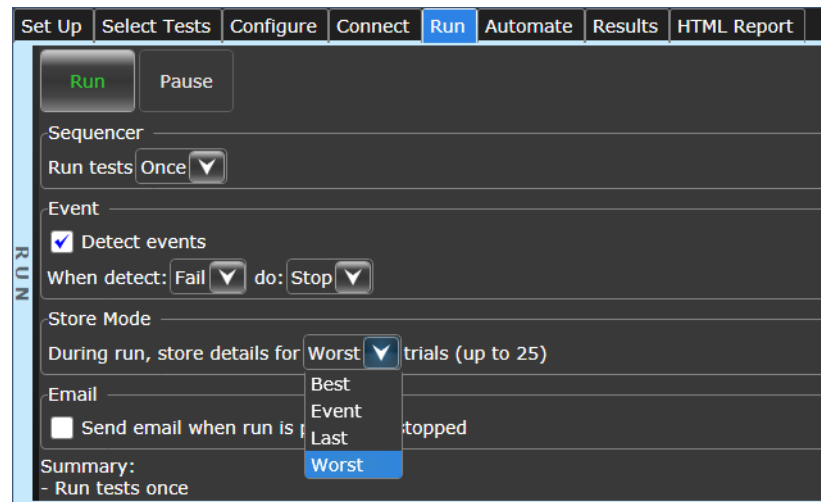 Set Up Select Tests Configure Connect Run Automate Results HTML Report
Run Pause
Sequencer
Run tests Once
Event
Detect events
When detect: Fail do: Stop
RUN
Store Mode
During run, store details for Worst trials (up to 25)
Best
Event
Last
Worst
Email
Send email when run is
Summary:
- Run tests once